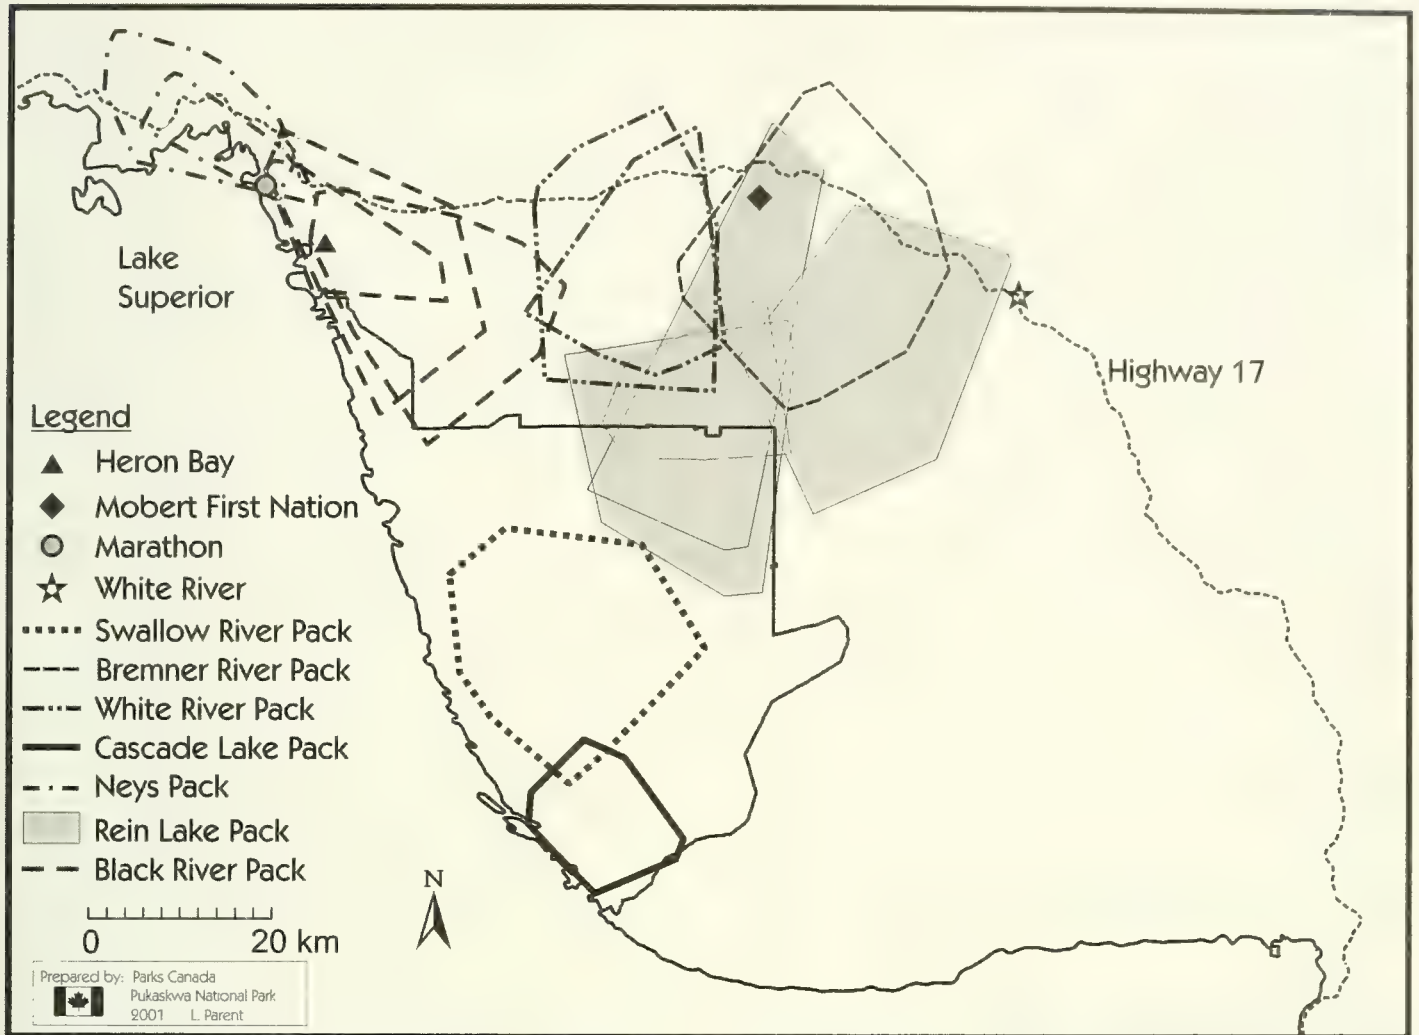 Lake
Superior
Highway 17
Legend
Heron Bay
Mobert First Nation
Marathon
White River
Swallow River Pack
Bremner River Pack
White River Pack
Cascade Lake Pack
Neys Pack
Rein Lake Pack
Black River Pack
N
0 20 km
Prepared by: Parks Canada
Pukaskwa National Park
2001 L. Parent